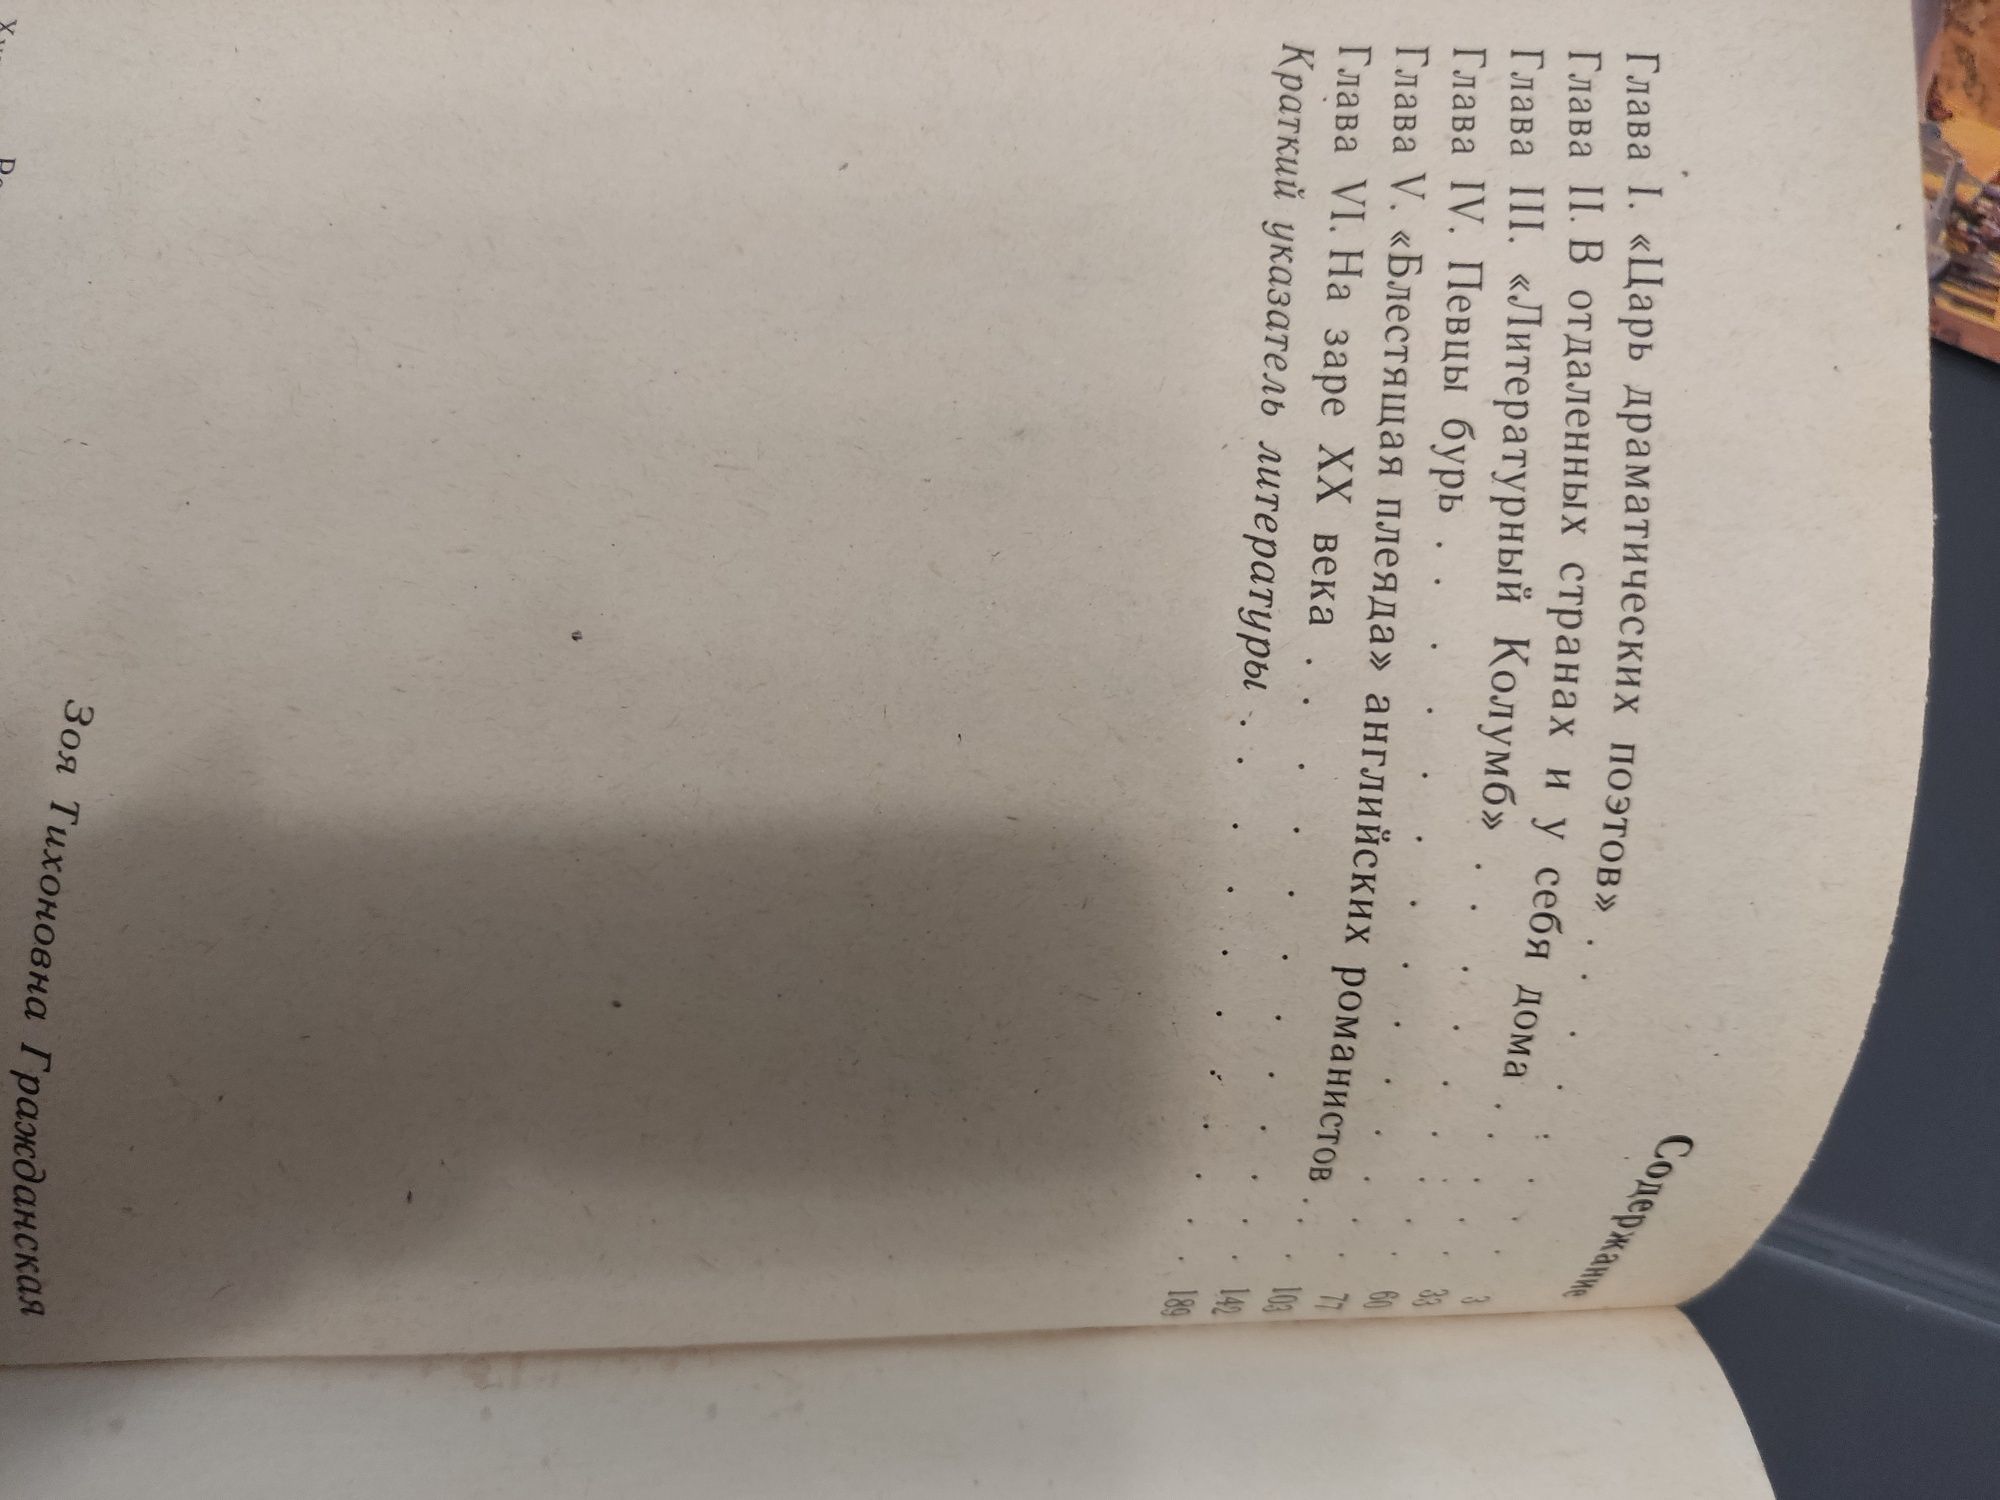 Содержание
Глава I. «Царь драматических поэтов» . . . . . . . . 3
Глава II. В отдаленных странах и у себя дома . . . . . 33
Глава III. «Литературный Колумб» . . . . . . . . . 60
Глава IV. Певцы бурь . . . . . . . . . . . . . 77
Глава V. «Блестящая плеяда» английских романистов . . . 103
Глава VI. На заре XX века . . . . . . . . . . . 142
Краткий указатель литературы . . . . . . . . . . . 189
Зоя Тихоновна Гражданская